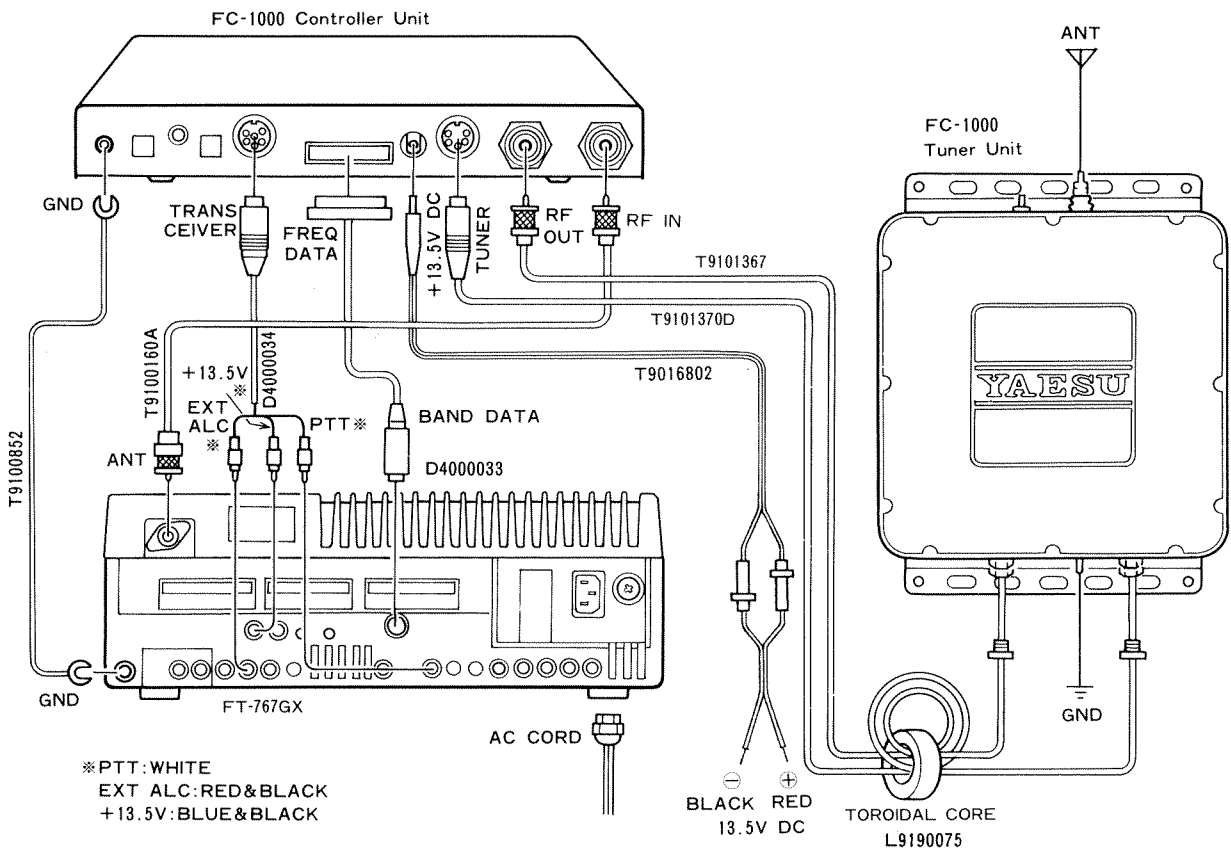 FC-1000 Controller Unit
ANT
FC-1000
Tuner Unit
GND
TRANS
CEIVER
FREQ
DATA
+13.5V DC
TUNER
RF
OUT
RF IN
T9101367
T9101370D
T9016802
T9100160A
D4000034
+13.5V
※
EXT
ALC
※
PTT※
BAND DATA
D4000033
ANT
T9100852
YAESU
GND
FT-767GX
AC CORD
GND
※PTT:WHITE
EXT ALC:RED&BLACK
+13.5V:BLUE&BLACK
⊖ ⊕
BLACK RED
13.5V DC
TOROIDAL CORE
L9190075